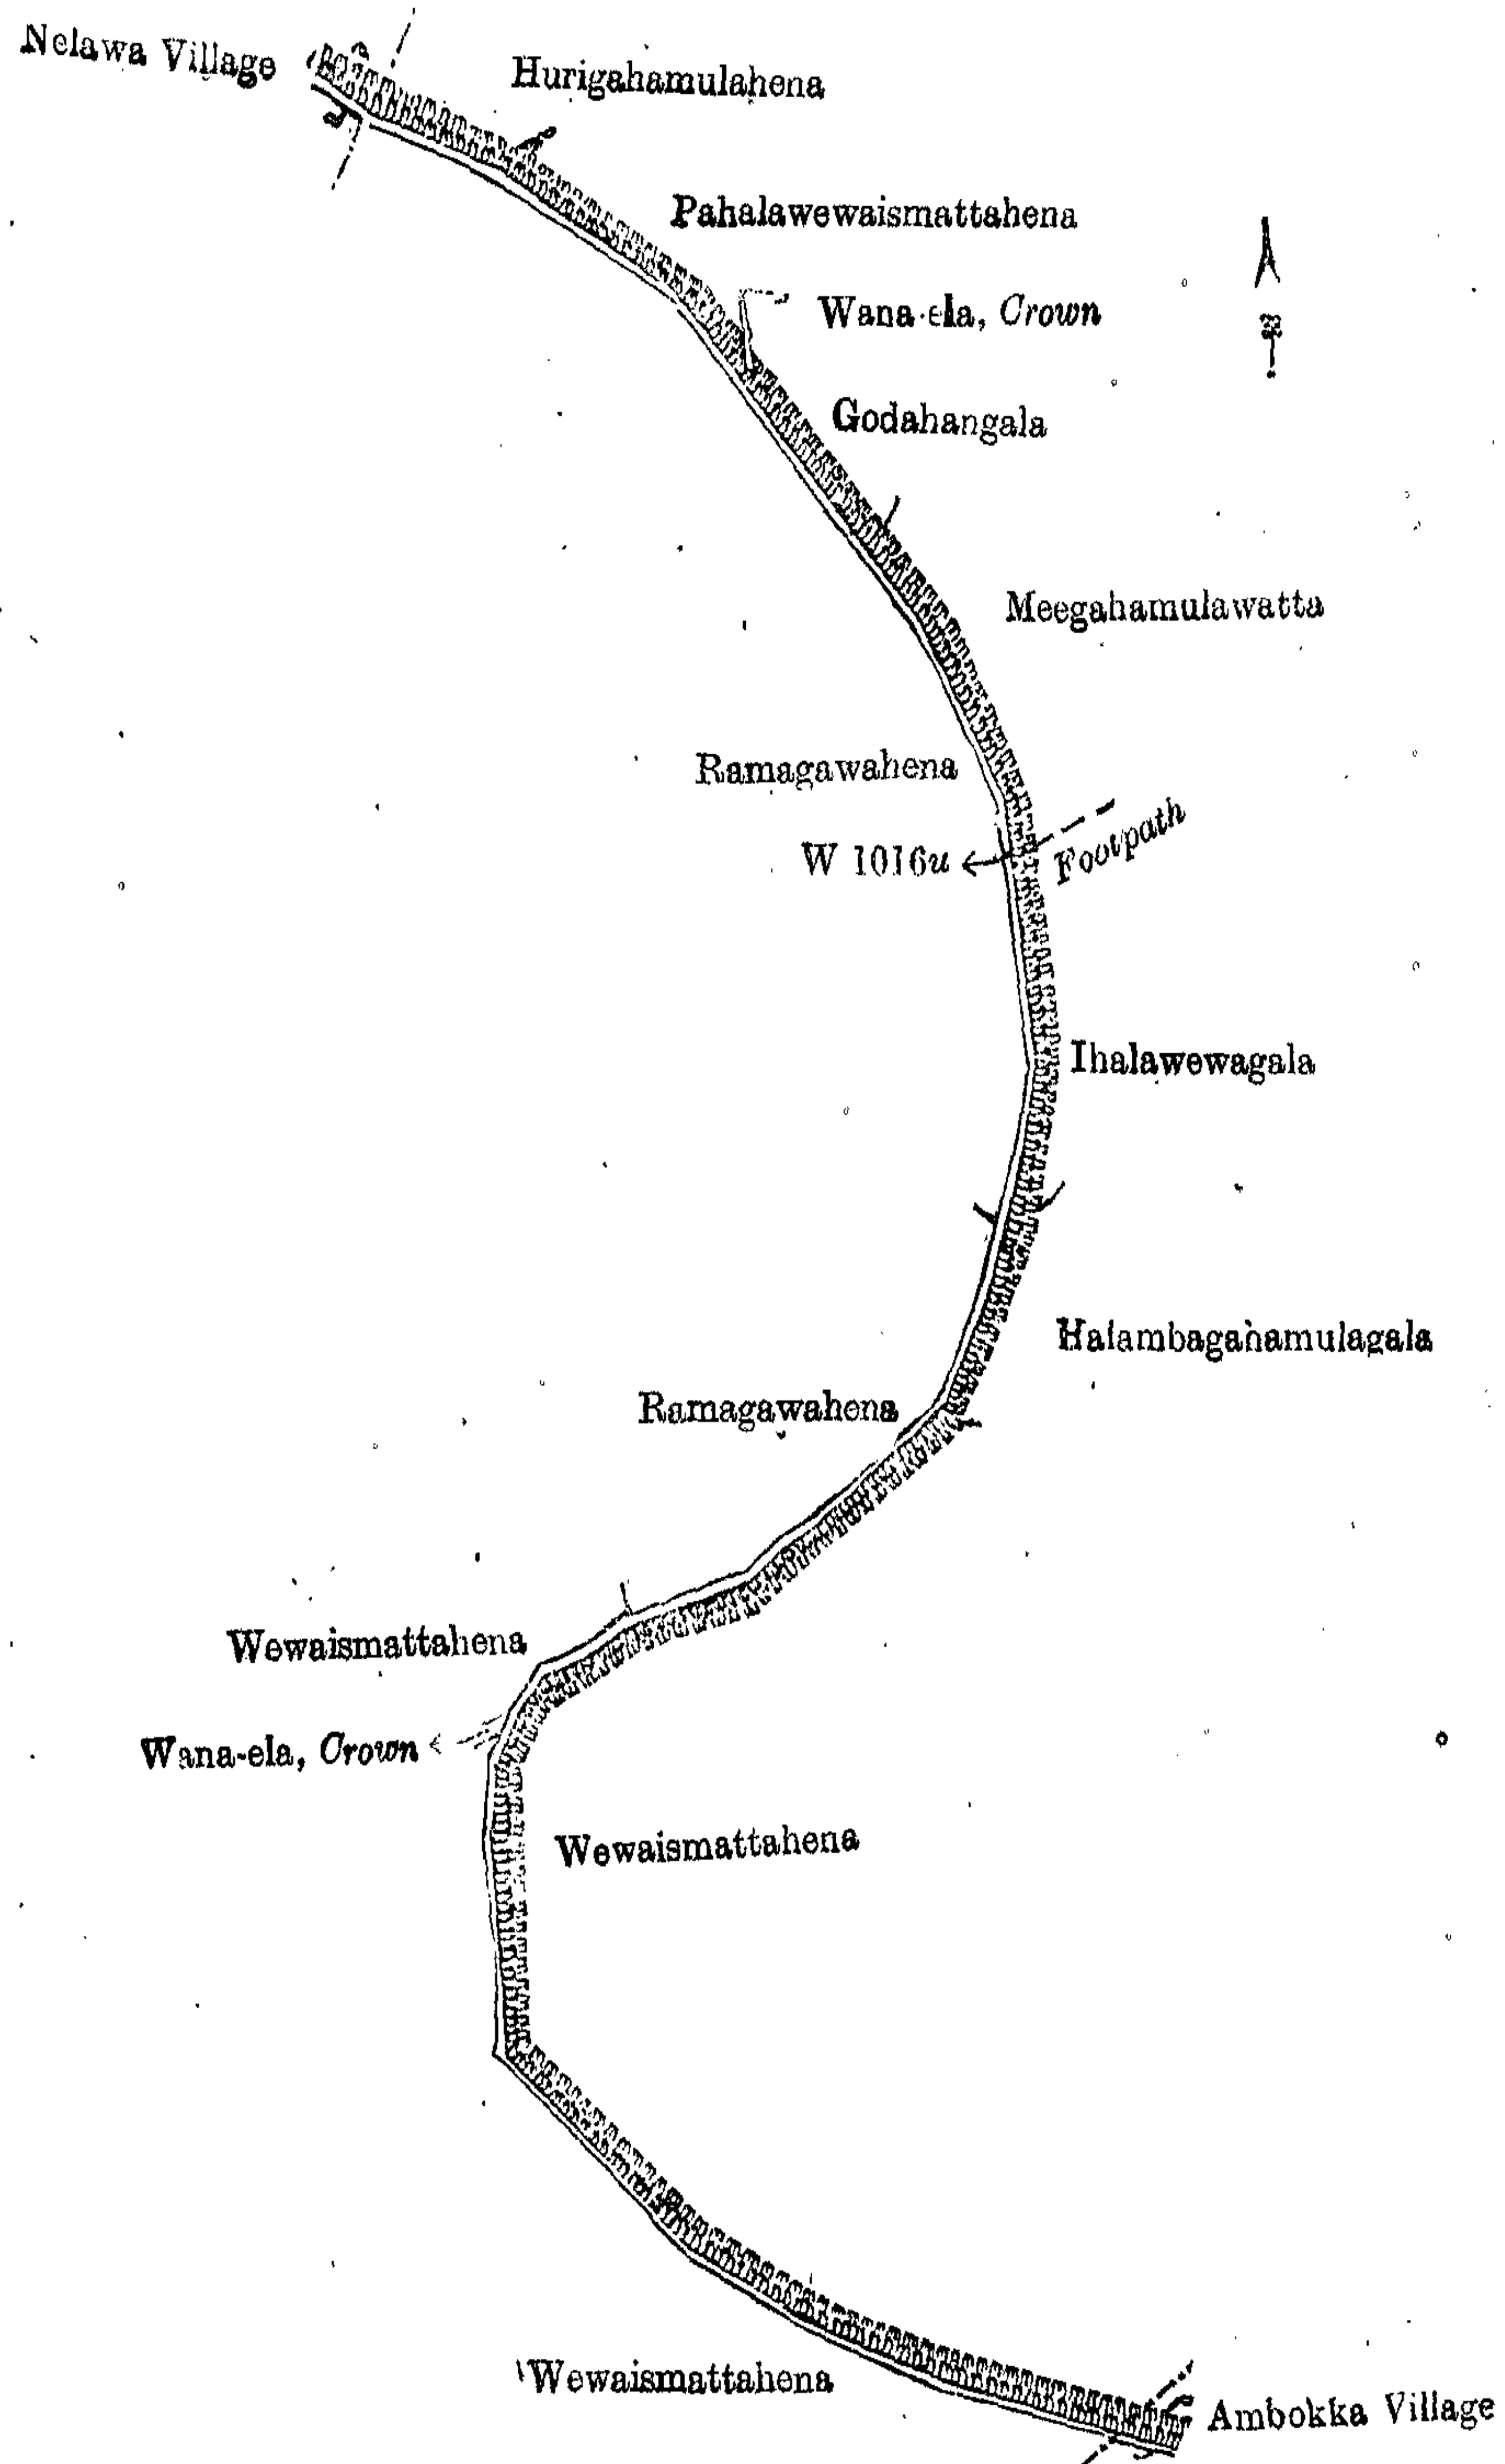 Nelawa Village
Hurigahamulahena
Pahalawewaismattahena
Wana-ela, Crown
Godahangala
Meegahamulawatta
Ramagawahena
W 1016u
Footpath
Ihalawewagala
Halambagahamulagala
Ramagawahena
Wewaismattahena
Wana-ela, Crown
Wewaismattahena
Wewaismattahena
Ambokka Village